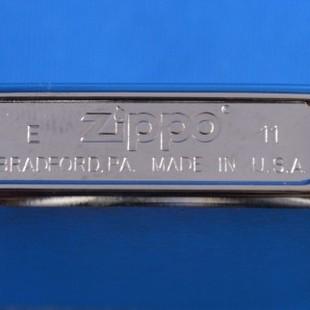 E zippo® 11
BRADFORD, PA. MADE IN U.S.A